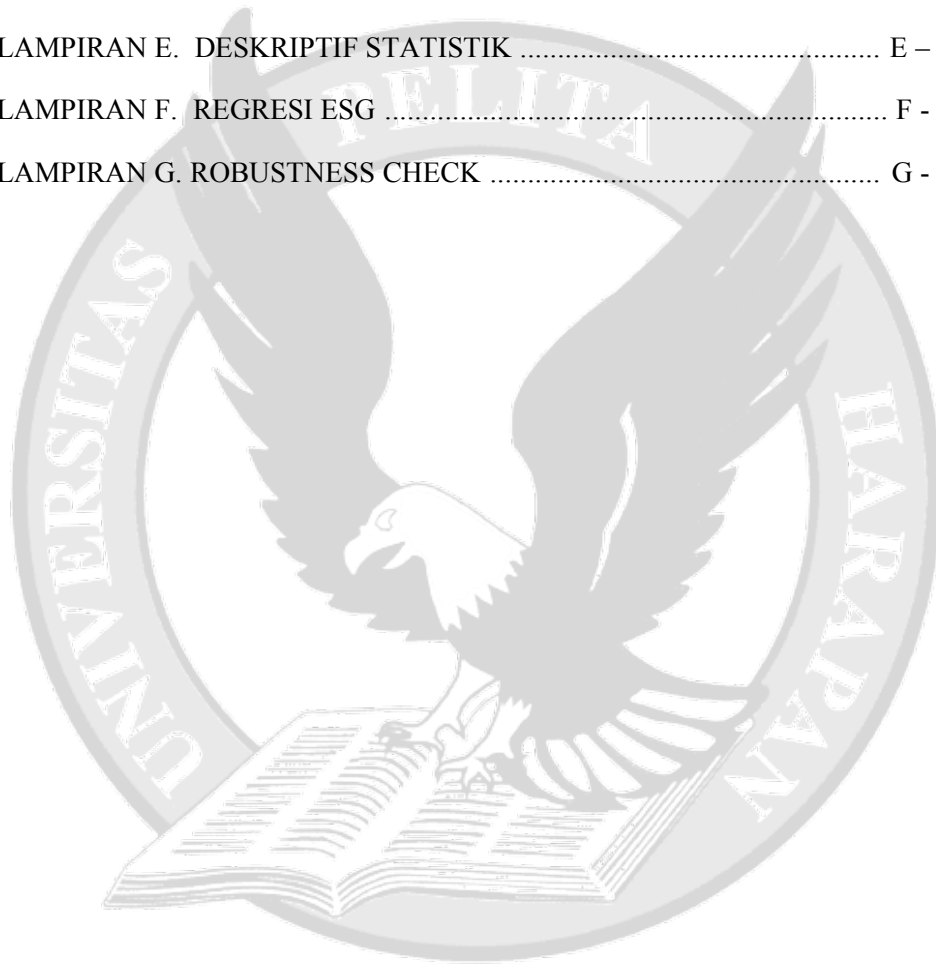 LAMPIRAN E. DESKRIPTIF STATISTIK ................................................ E –
LAMPIRAN F. REGRESI ESG ................................................................... F -
LAMPIRAN G. ROBUSTNESS CHECK .................................................... G -
UNIVERSITAS PELITA HARAPAN